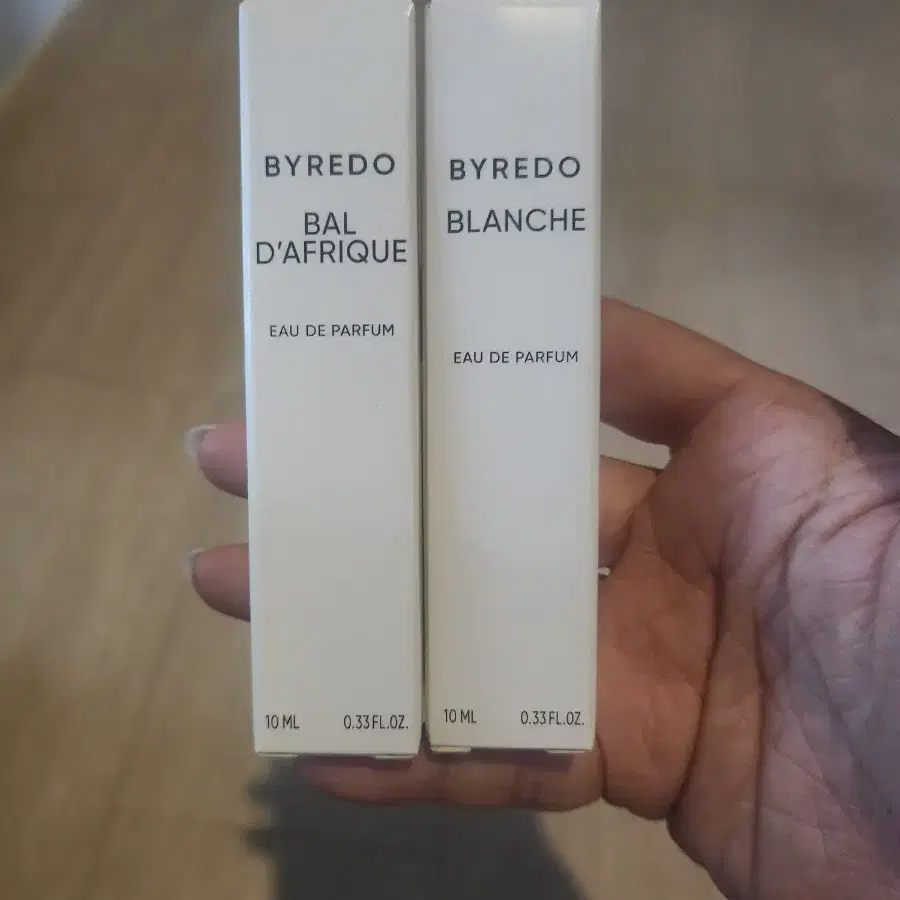 BYREDO
BAL
D'AFRIQUE
EAU DE PARFUM
10 ML 0.33 FL.OZ.
BYREDO
BLANCHE
EAU DE PARFUM
10 ML 0.33 FL.OZ.